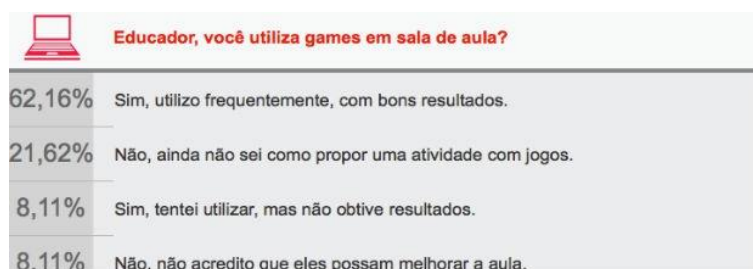 Educador, você utiliza games em sala de aula?
62,16% Sim, utilizo frequentemente, com bons resultados.
21,62% Não, ainda não sei como propor uma atividade com jogos.
8,11% Sim, tentei utilizar, mas não obtive resultados.
8,11% Não, não acredito que eles possam melhorar a aula.